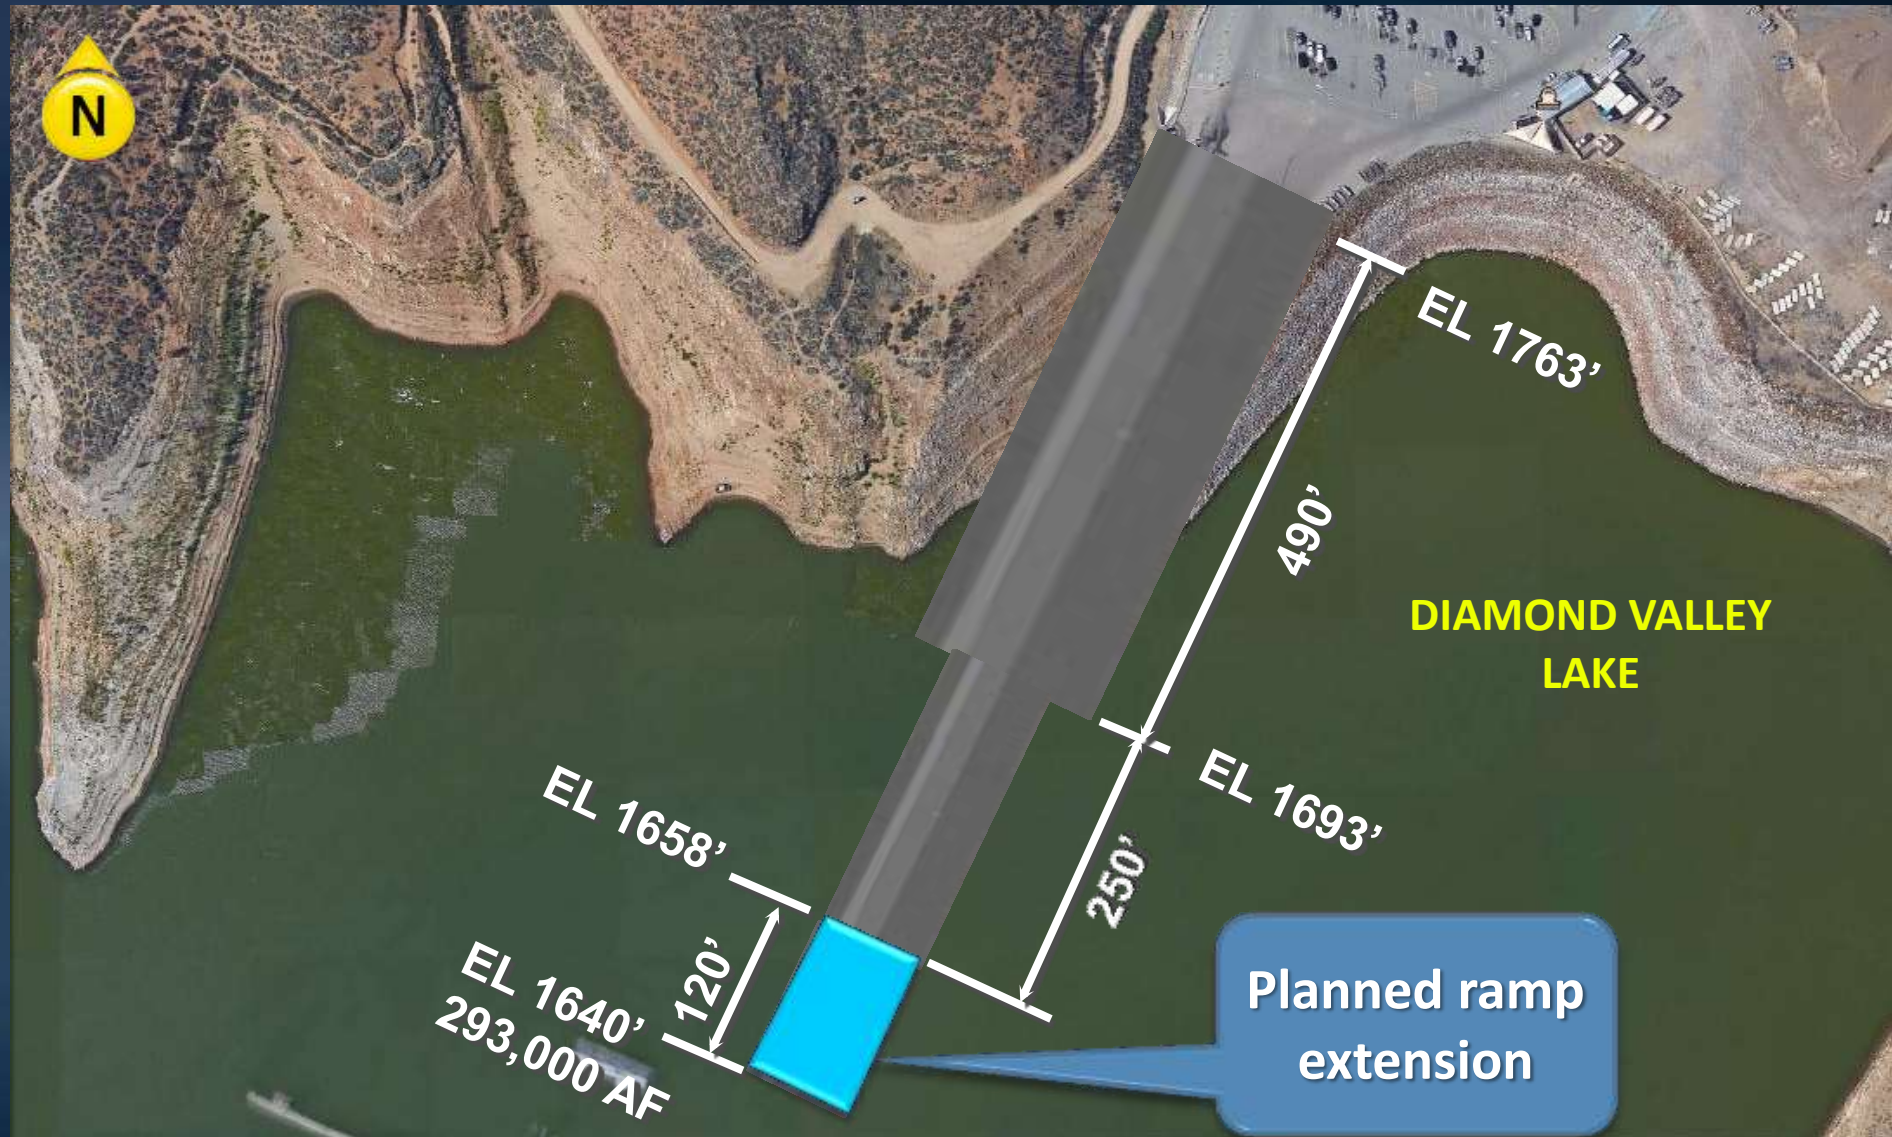 N
EL 1763’
490’
DIAMOND VALLEY
LAKE
EL 1693’
EL 1658’
250’
120’
EL 1640’
293,000 AF
Planned ramp
extension